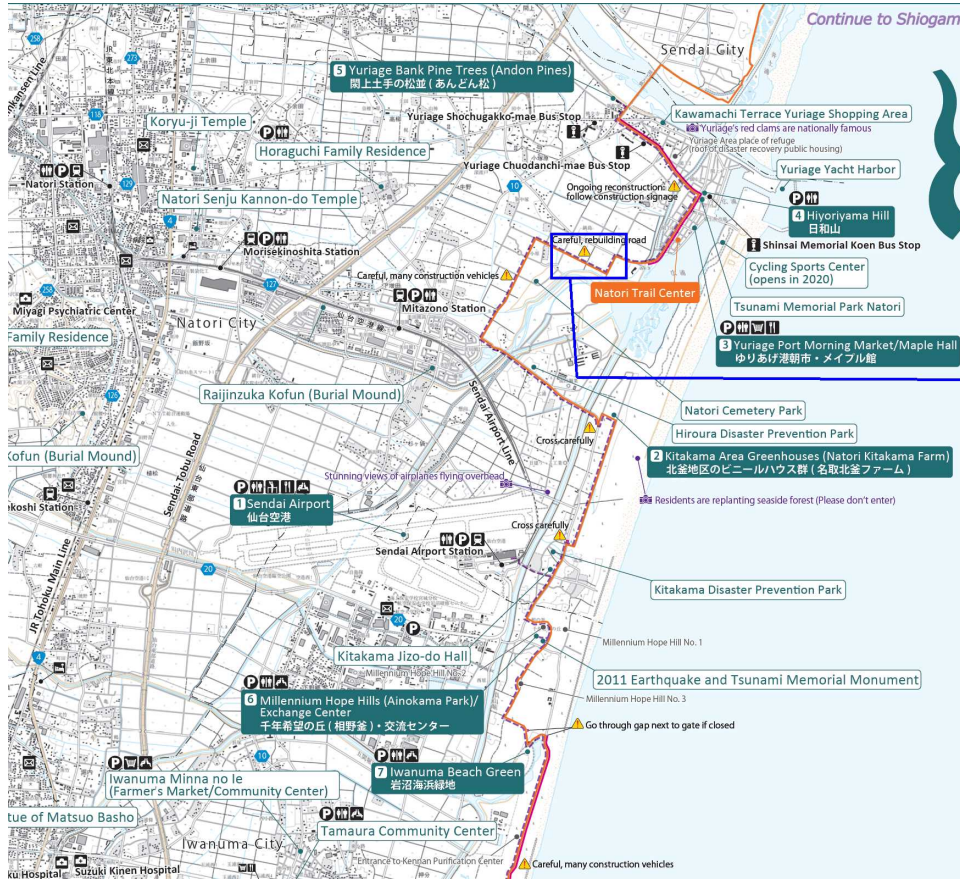 Continue to Shiogam
Sendai City
5 Yuriage Bank Pine Trees (Andon Pines)
閖上土手の松並(あんどん松)
Yuriage Shochugakko-mae Bus Stop
Kawamachi Terrace Yuriage Shopping Area
Yuriage's red clams are nationally famous
Yuriage Area place of refuge
(roof of disaster recovery public housing)
Koryu-ji Temple
Horaguchi Family Residence
Yuriage Chuodanchi-mae Bus Stop
Yuriage Yacht Harbor
Natori Station
Ongoing reconstruction:
follow construction signage
Natori Senju Kannon-do Temple
4 Hiyoriyama Hill
日和山
Shinsai Memorial Koen Bus Stop
Careful, rebuilding road
Morisekinoshita Station
Careful, many construction vehicles
Cycling Sports Center
(opens in 2020)
Natori Trail Center
Miyagi Psychiatric Center
Natori City
Mitazono Station
仙台空港線
Tsunami Memorial Park Natori
Family Residence
3 Yuriage Port Morning Market/Maple Hall
ゆりあげ港朝市・メイプル館
Raijinzuka Kofun (Burial Mound)
Sendai Airport Line
Natori Cemetery Park
Hiroura Disaster Prevention Park
Cross carefully
Kofun (Burial Mound)
Sendai-Tobu Road
2 Kitakama Area Greenhouses (Natori Kitakama Farm)
北釜地区のビニールハウス群(名取北釜ファーム)
Stunning views of airplanes flying overhead
ekoshi Station
Residents are replanting seaside forest (Please don't enter)
1 Sendai Airport
仙台空港
Cross carefully
Sendai Airport Station
JR Tohoku Main Line
Kitakama Disaster Prevention Park
Millennium Hope Hill No. 1
Kitakama Jizo-do Hall
Millennium Hope Hill No. 2
2011 Earthquake and Tsunami Memorial Monument
Millennium Hope Hill No. 3
6 Millennium Hope Hills (Ainokama Park)/
Exchange Center
千年希望の丘(相野釜)・交流センター
Go through gap next to gate if closed
7 Iwanuma Beach Green
岩沼海浜緑地
Iwanuma Minna no Ie
(Farmer's Market/Community Center)
tue of Matsuo Basho
Tamaura Community Center
Iwanuma City
Entrance to Kennan Purification Center
Careful, many construction vehicles
ku Hospital
Suzuki Kinen Hospital